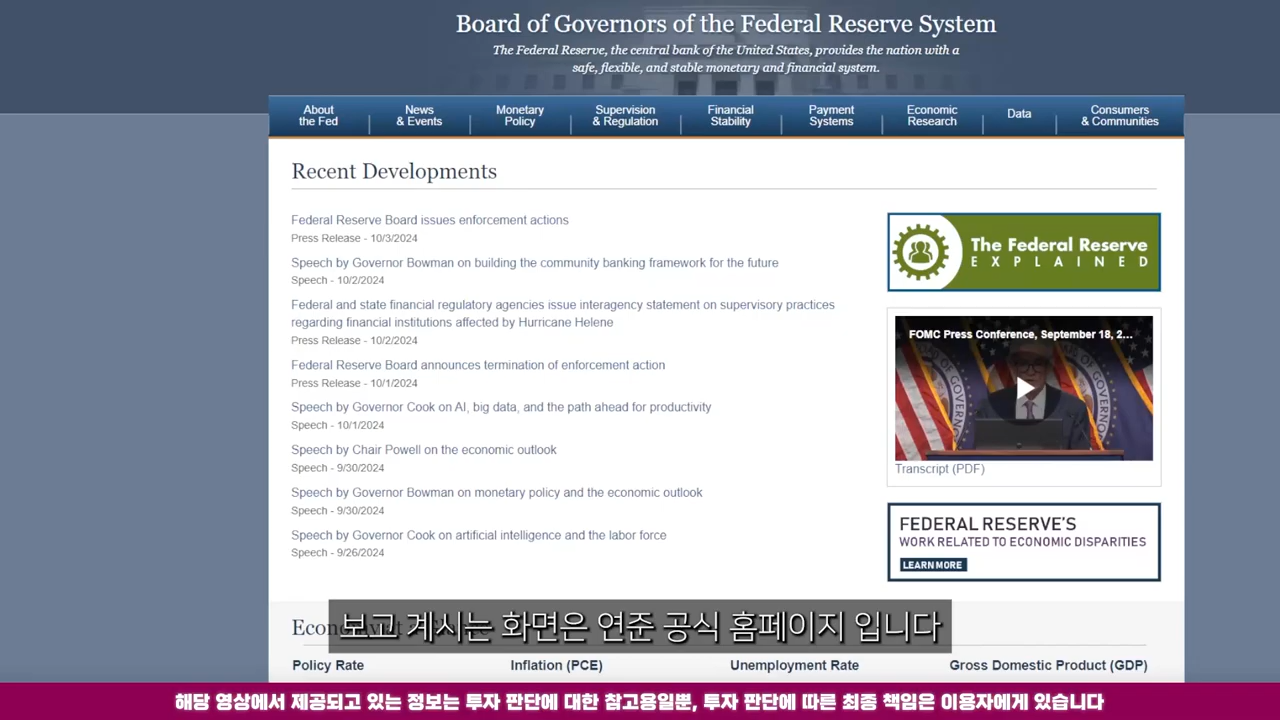 Board of Governors of the Federal Reserve System
The Federal Reserve, the central bank of the United States, provides the nation with a
safe, flexible, and stable monetary and financial system.
About
the Fed
News
& Events
Monetary
Policy
Supervision
& Regulation
Financial
Stability
Payment
Systems
Economic
Research
Data
Consumers
& Communities
Recent Developments
Federal Reserve Board issues enforcement actions
Press Release - 10/3/2024
Speech by Governor Bowman on building the community banking framework for the future
Speech - 10/2/2024
Federal and state financial regulatory agencies issue interagency statement on supervisory practices
regarding financial institutions affected by Hurricane Helene
Press Release - 10/2/2024
Federal Reserve Board announces termination of enforcement action
Press Release - 10/1/2024
Speech by Governor Cook on AI, big data, and the path ahead for productivity
Speech - 10/1/2024
Speech by Chair Powell on the economic outlook
Speech - 9/30/2024
Speech by Governor Bowman on monetary policy and the economic outlook
Speech - 9/30/2024
Speech by Governor Cook on artificial intelligence and the labor force
Speech - 9/26/2024
The Federal Reserve
EXPLAINED
FOMC Press Conference, September 18, 2...
Transcript (PDF)
FEDERAL RESERVE'S
WORK RELATED TO ECONOMIC DISPARITIES
LEARN MORE
보고 계시는 화면은 연준 공식 홈페이지 입니다
Policy Rate
Inflation (PCE)
Unemployment Rate
Gross Domestic Product (GDP)
해당 영상에서 제공되고 있는 정보는 투자 판단에 대한 참고용일뿐, 투자 판단에 따른 최종 책임은 이용자에게 있습니다